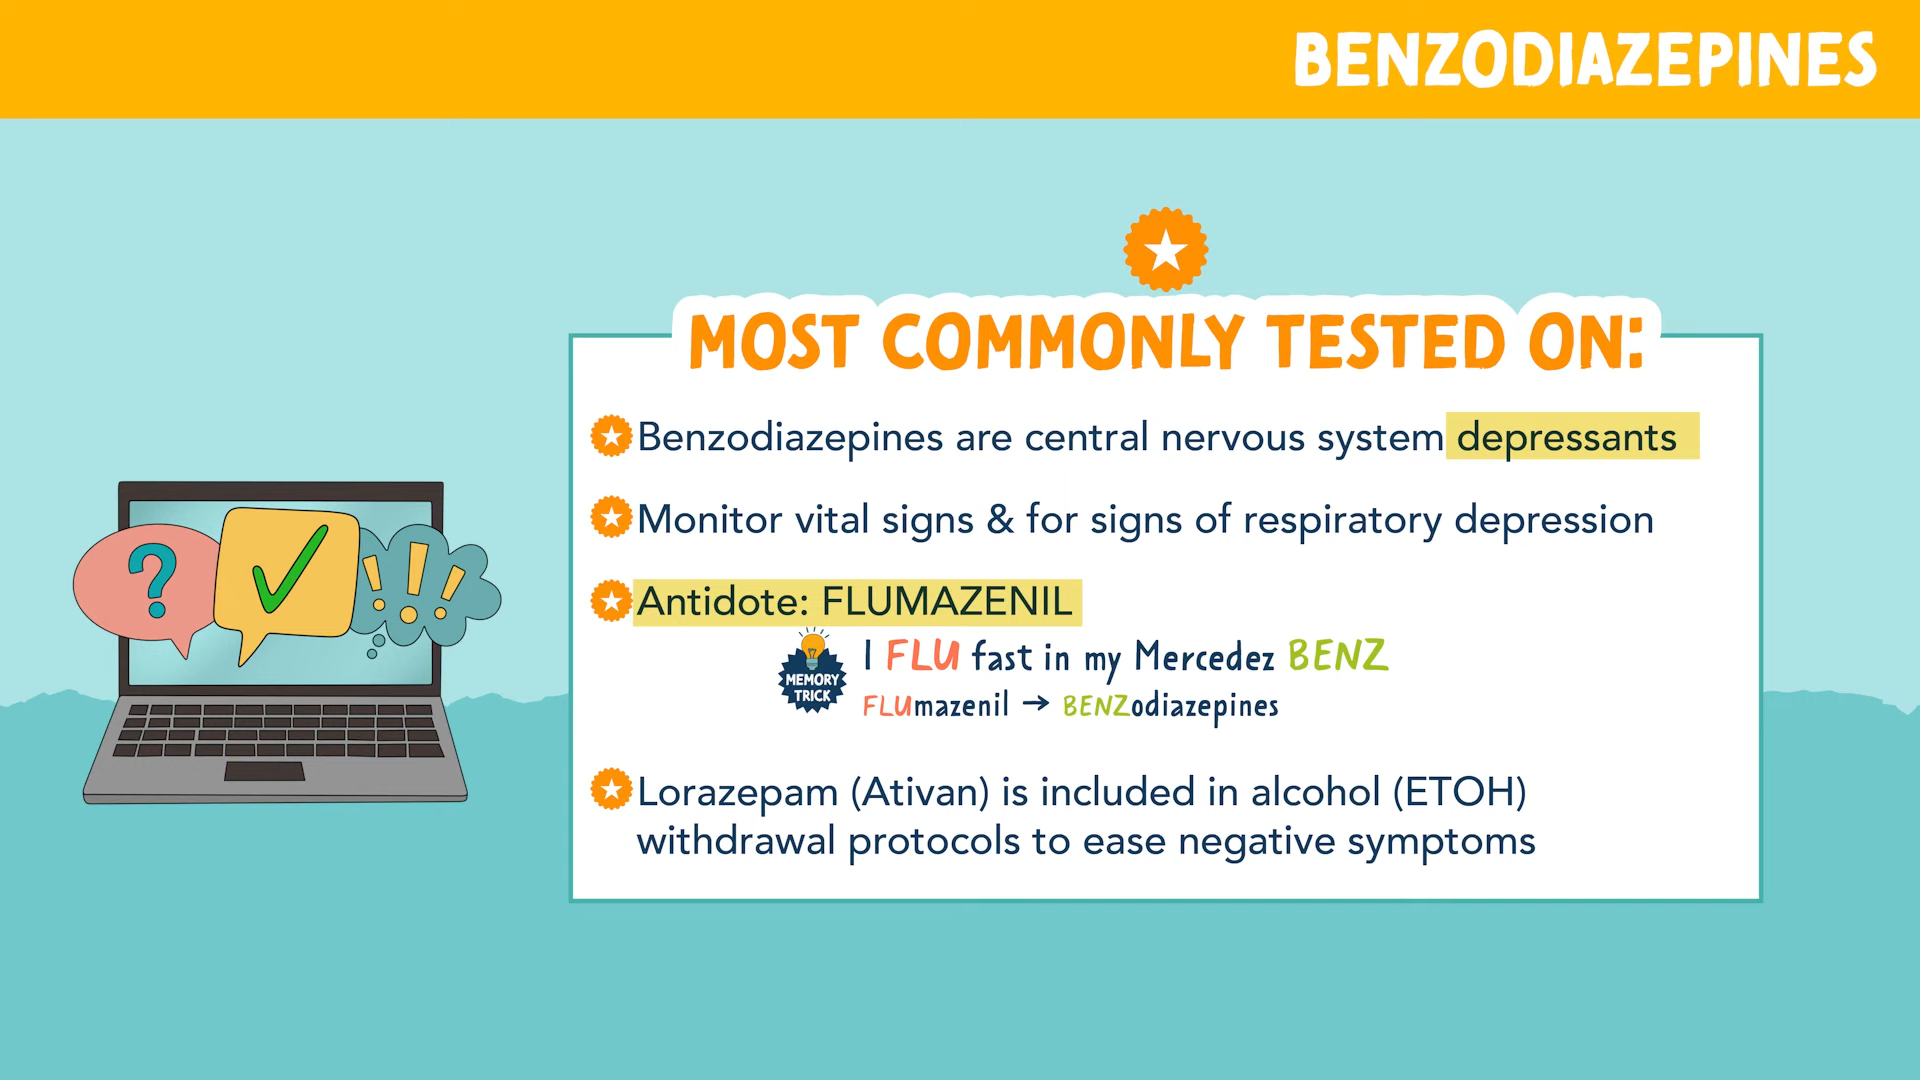 BENZODIAZEPINES
MOST COMMONLY TESTED ON:
Benzodiazepines are central nervous system depressants
Monitor vital signs & for signs of respiratory depression
Antidote: FLUMAZENIL
MEMORY
TRICK
I FLU fast in my Mercedez BENZ
FLUmazenil → BENZodiazepines
Lorazepam (Ativan) is included in alcohol (ETOH)
withdrawal protocols to ease negative symptoms